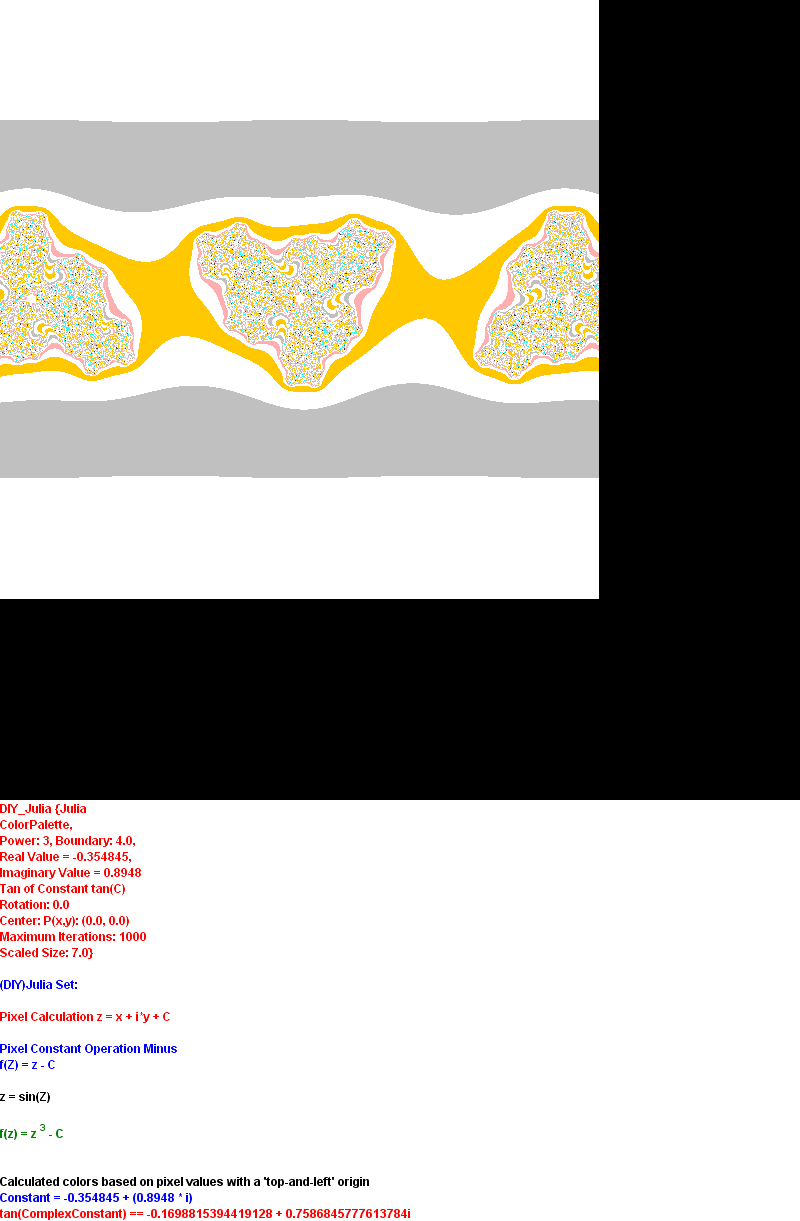 DIY_Julia {Julia
ColorPalette,
Power: 3, Boundary: 4.0,
Real Value = -0.354845,
Imaginary Value = 0.8948
Tan of Constant tan(C)
Rotation: 0.0
Center: P(x,y): (0.0, 0.0)
Maximum Iterations: 1000
Scaled Size: 7.0}
(DIY)Julia Set:
Pixel Calculation z = x + i*y + C
Pixel Constant Operation Minus
f(Z) = z - C
z = sin(Z)
f(z) = z ³ - C
Calculated colors based on pixel values with a 'top-and-left' origin
Constant = -0.354845 + (0.8948 * i)
tan(ComplexConstant) == -0.1698815394419128 + 0.7586845777613784i